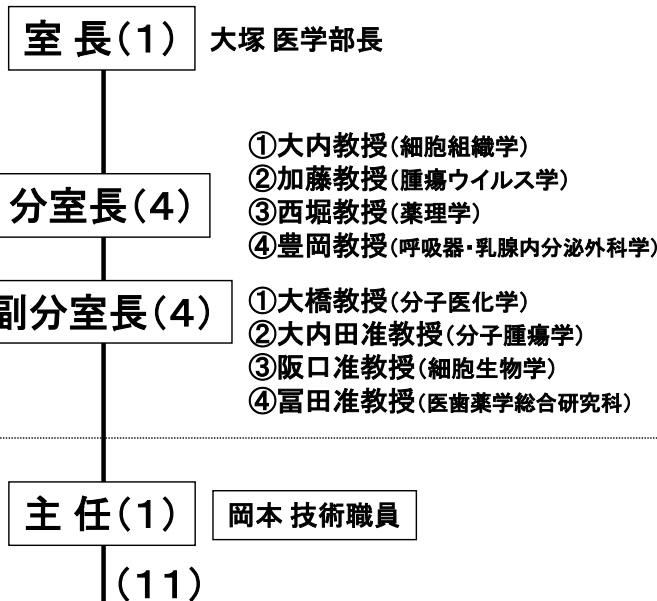 室 長(1) 大塚 医学部長
①大内教授(細胞組織学)
②加藤教授(腫瘍ウイルス学)
分室長(4)
③西堀教授(薬理学)
④豊岡教授(呼吸器・乳腺内分泌外科学)
副分室長(4)
①大橋教授(分子医化学)
②大内田准教授(分子腫瘍学)
③阪口准教授(細胞生物学)
④冨田准教授(医歯薬学総合研究科)
主 任(1) 岡本 技術職員
(11)